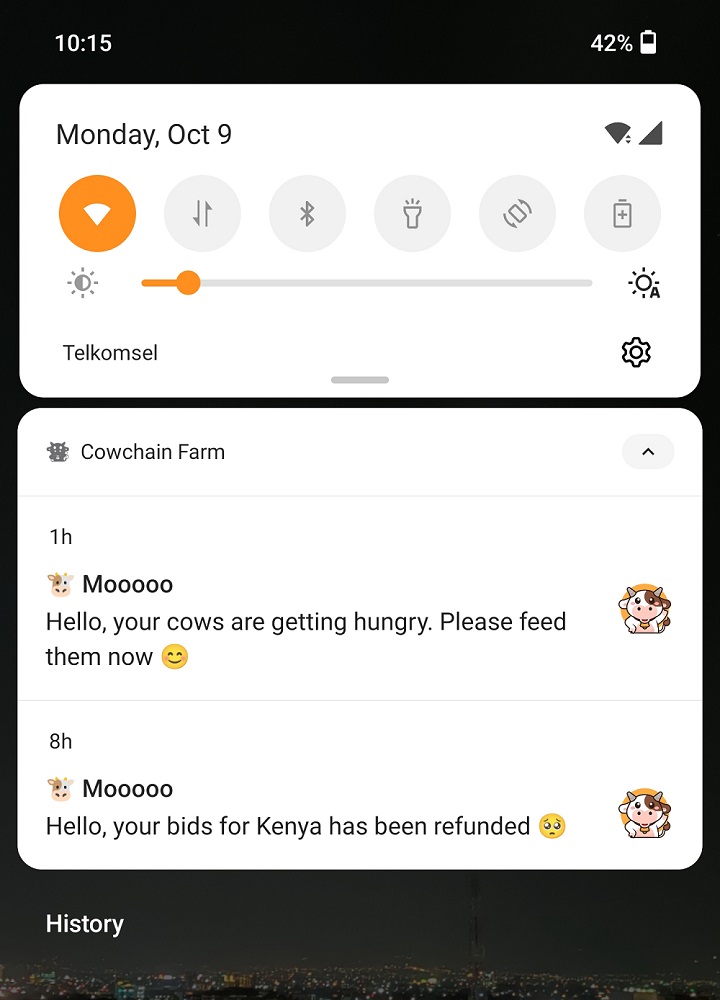 10:15 42%
Monday, Oct 9
A
Telkomsel
Cowchain Farm
1h
🐮 Mooooo
Hello, your cows are getting hungry. Please feed
them now 😊
8h
🐮 Mooooo
Hello, your bids for Kenya has been refunded 🥺
History